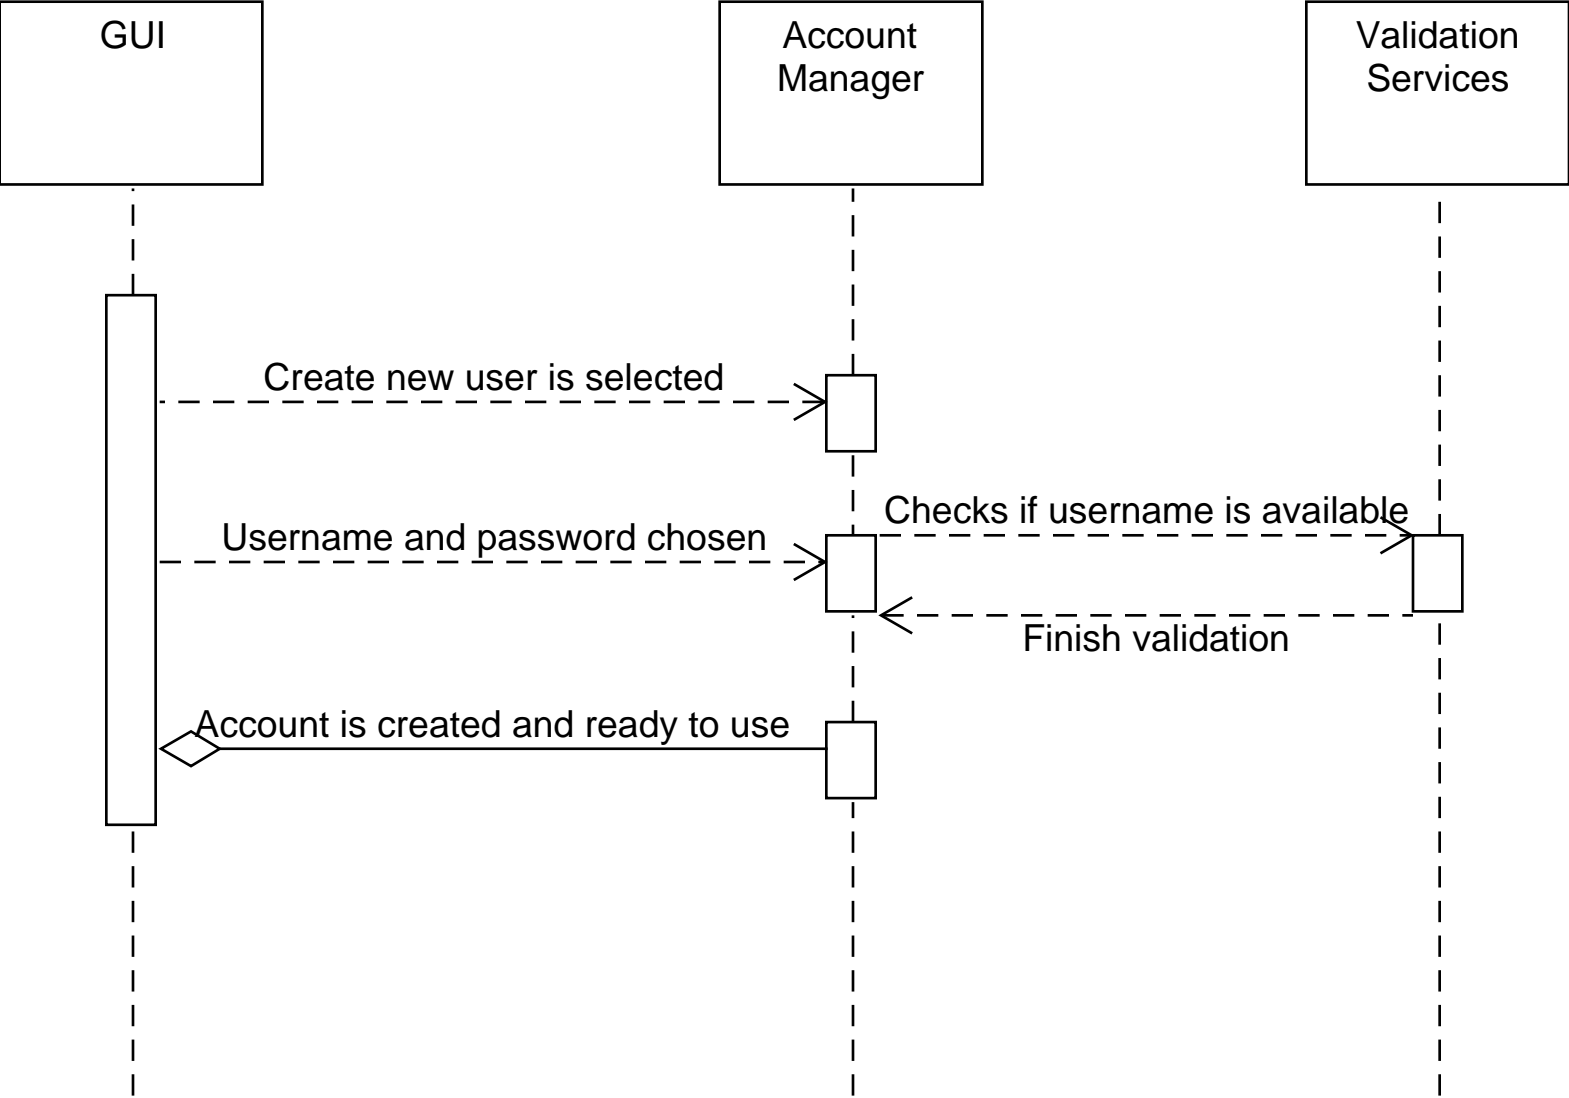 GUI
Account
Manager
Validation
Services
Create new user is selected
Checks if username is available
Username and password chosen
Finish validation
Account is created and ready to use